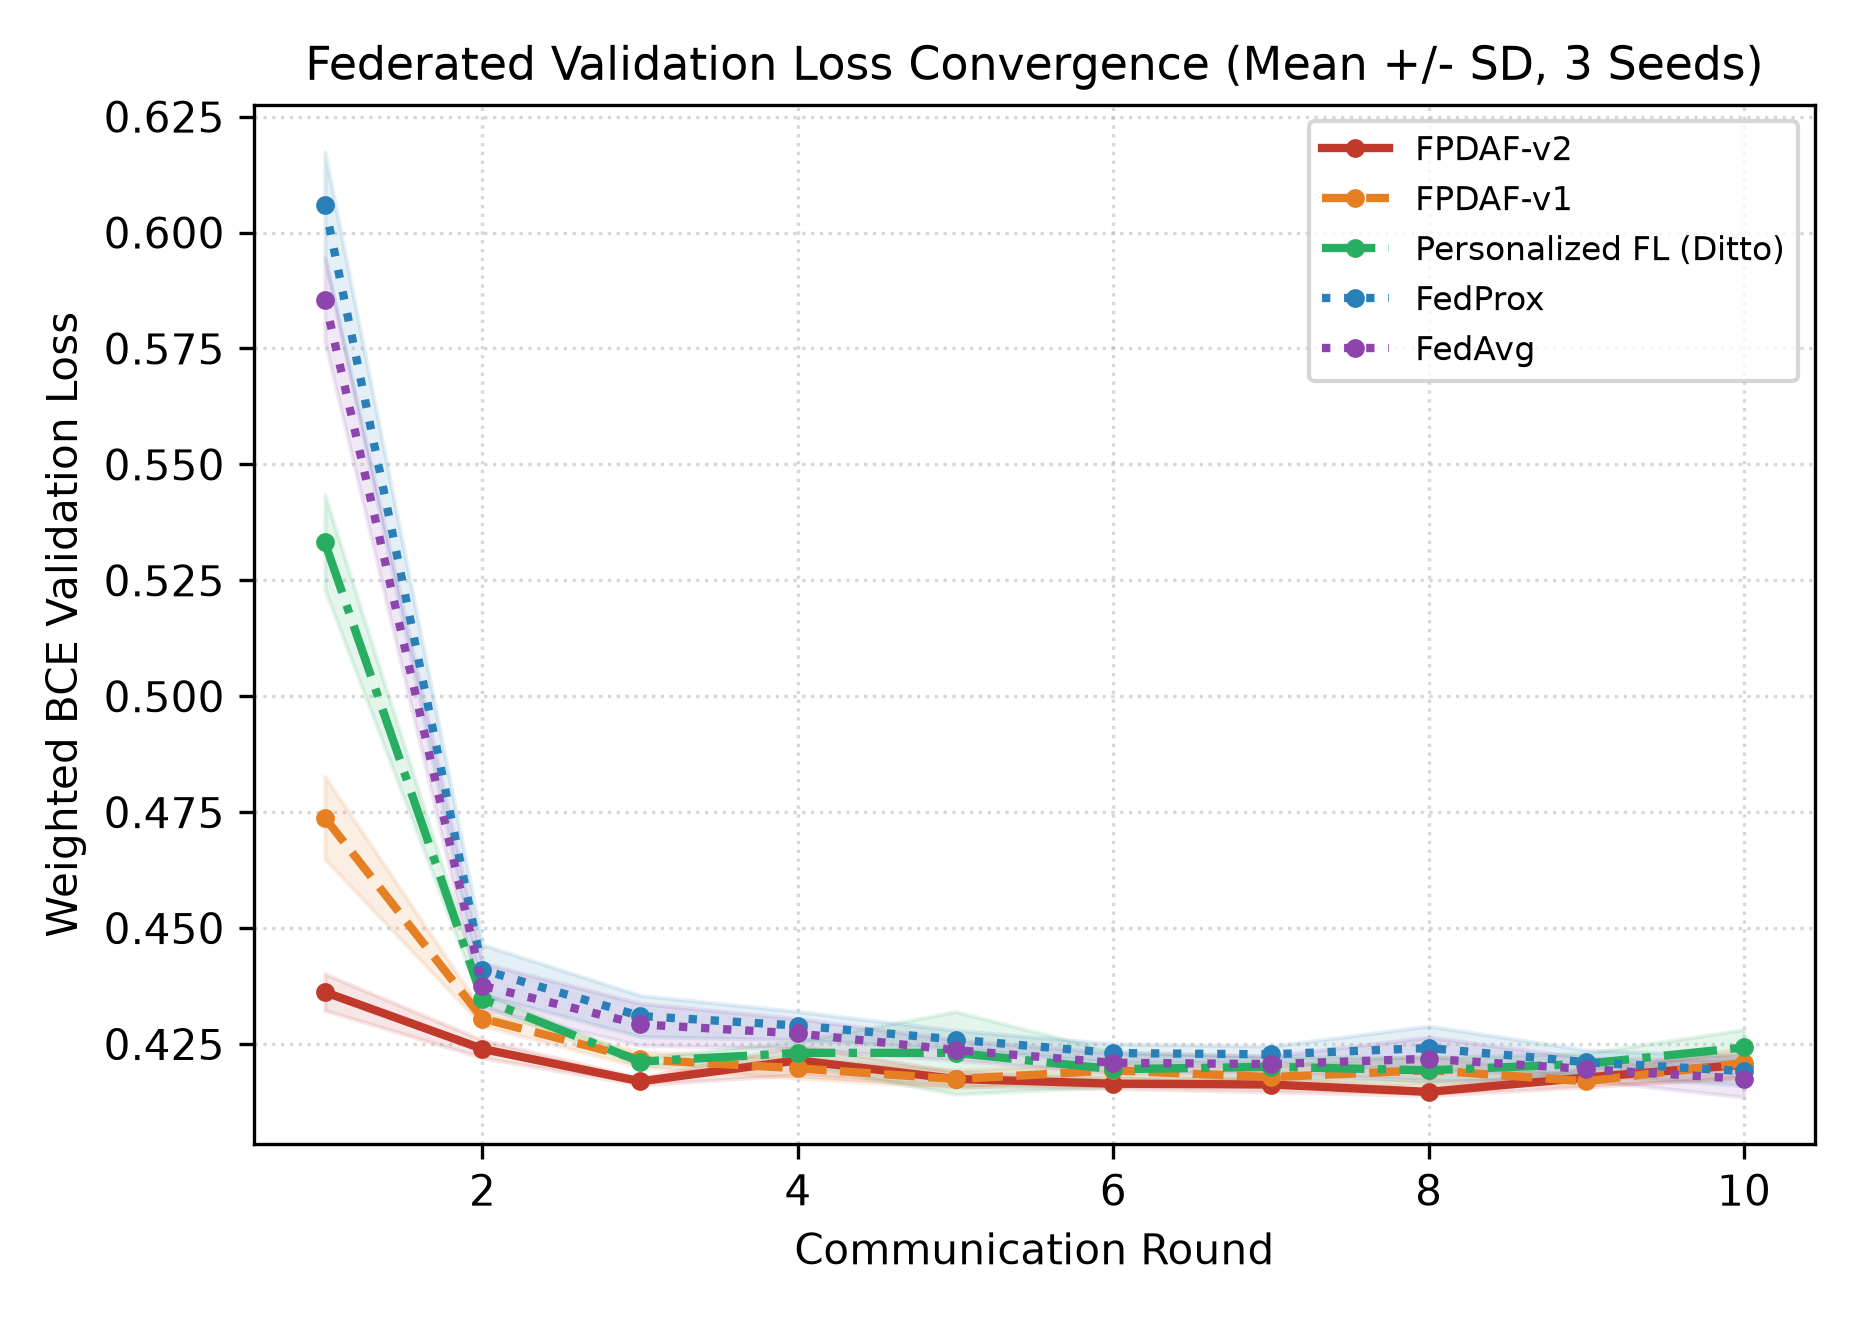 Federated Validation Loss Convergence (Mean +/- SD, 3 Seeds)
0.625
0.600
0.575
0.550
0.525
0.500
0.475
0.450
0.425
Weighted BCE Validation Loss
FPDAF-v2
FPDAF-v1
Personalized FL (Ditto)
FedProx
FedAvg
2 4 6 8 10
Communication Round